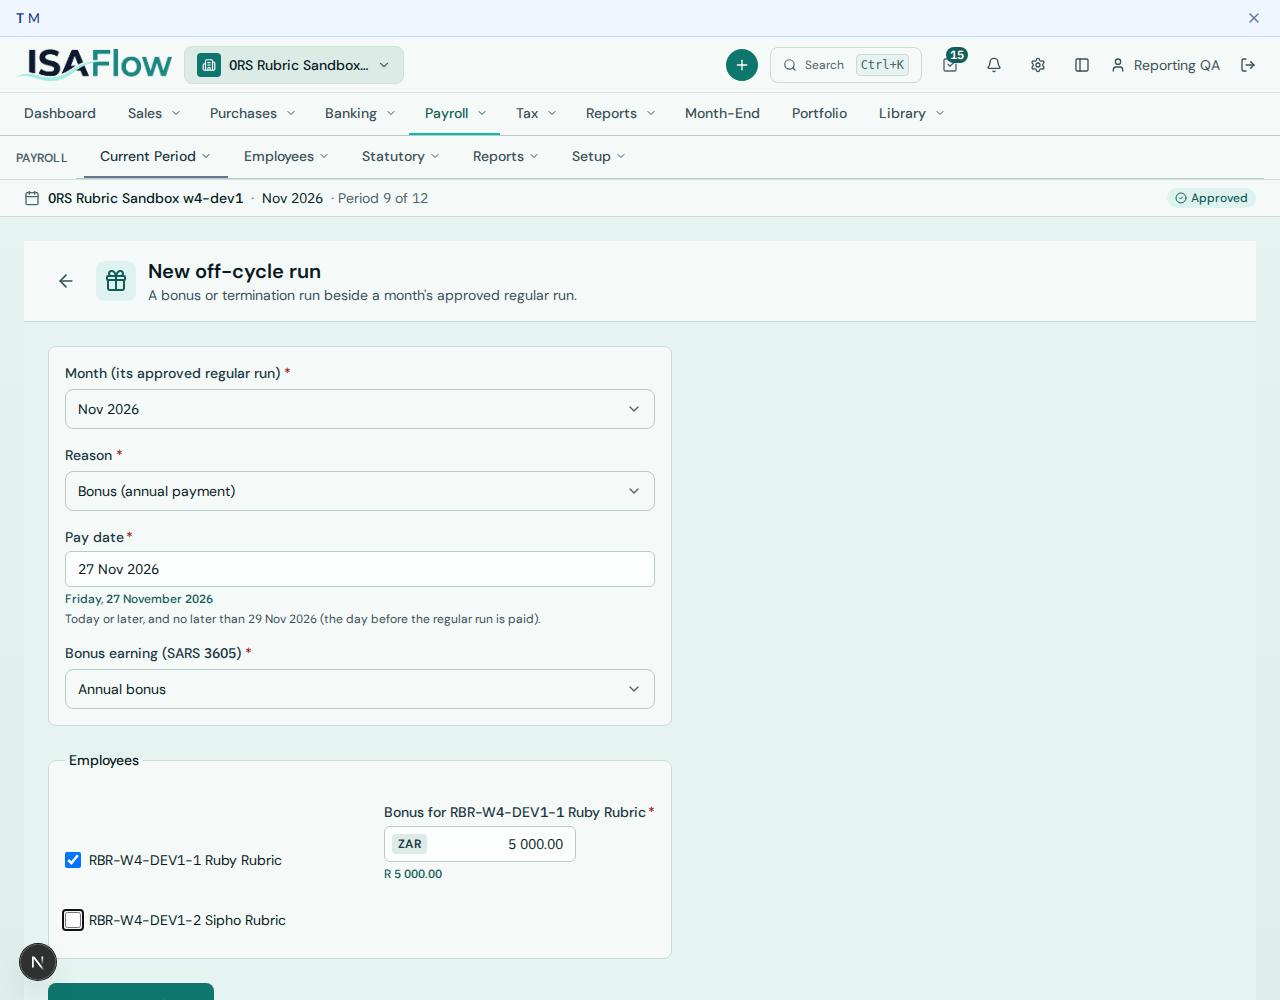 T M
ISAFlow
0RS Rubric Sandbox...
Search Ctrl+K
15
Reporting QA
Dashboard Sales Purchases Banking Payroll Tax Reports Month-End Portfolio Library
PAYROLL Current Period Employees Statutory Reports Setup
0RS Rubric Sandbox w4-dev1 · Nov 2026 · Period 9 of 12
Approved
New off-cycle run
A bonus or termination run beside a month's approved regular run.
Month (its approved regular run) *
Nov 2026
Reason *
Bonus (annual payment)
Pay date *
27 Nov 2026
Friday, 27 November 2026
Today or later, and no later than 29 Nov 2026 (the day before the regular run is paid).
Bonus earning (SARS 3605) *
Annual bonus
Employees
Bonus for RBR-W4-DEV1-1 Ruby Rubric *
ZAR 5 000.00
RBR-W4-DEV1-1 Ruby Rubric
R 5 000.00
RBR-W4-DEV1-2 Sipho Rubric
N